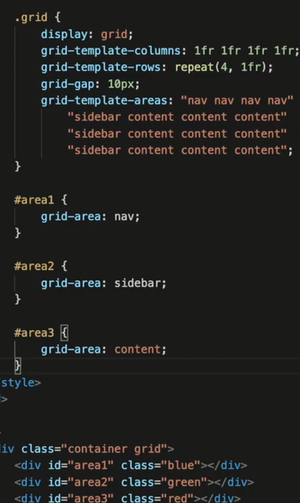 .grid {
display: grid;
grid-template-columns: 1fr 1fr 1fr 1fr;
grid-template-rows: repeat(4, 1fr);
grid-gap: 10px;
grid-template-areas: "nav nav nav nav"
"sidebar content content content"
"sidebar content content content"
"sidebar content content content";
}
#area1 {
grid-area: nav;
}
#area2 {
grid-area: sidebar;
}
#area3 {
grid-area: content;
}
style>
>
div class="container grid">
<div id="area1" class="blue"></div>
<div id="area2" class="green"></div>
<div id="area3" class="red"></div>